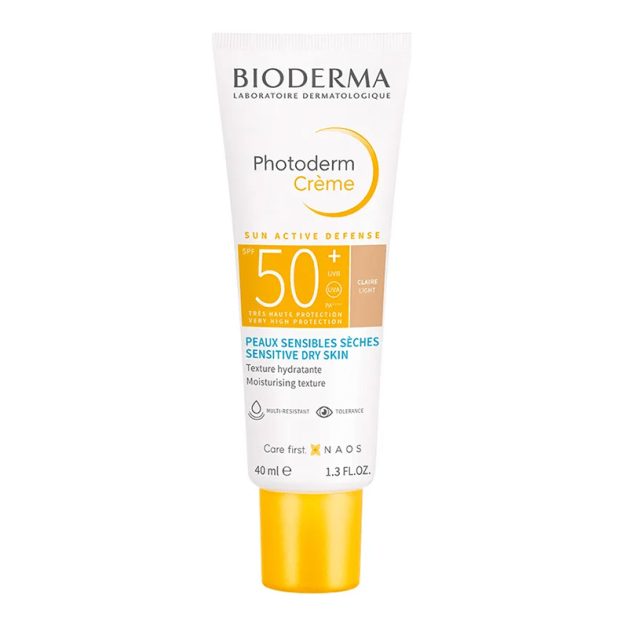 BIODERMA
LABORATOIRE DERMATOLOGIQUE
Photoderm
Crème
SUN ACTIVE DEFENSE
SPF 50+
UVB
UVA
CLAIRE
LIGHT
TRÈS HAUTE PROTECTION
VERY HIGH PROTECTION
PEAUX SENSIBLES SÈCHES
SENSITIVE DRY SKIN
Texture hydratante
Moisturising texture
MULTI-RESISTANT TOLERANCE
Care first. NAOS
40 ml e 1.3 FL.OZ.